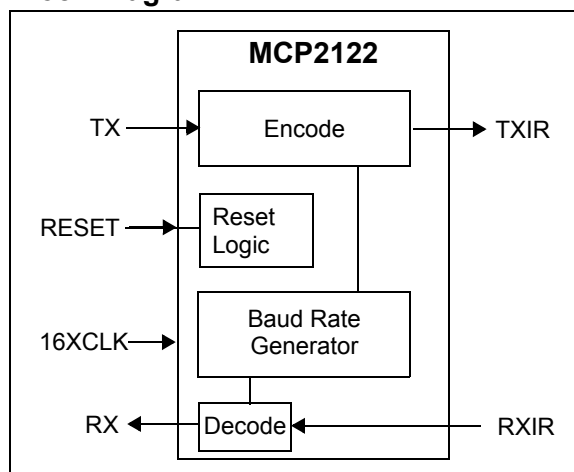 MCP2122
TX
Encode
TXIR
RESET
Reset
Logic
Baud Rate
Generator
16XCLK
RX
Decode
RXIR